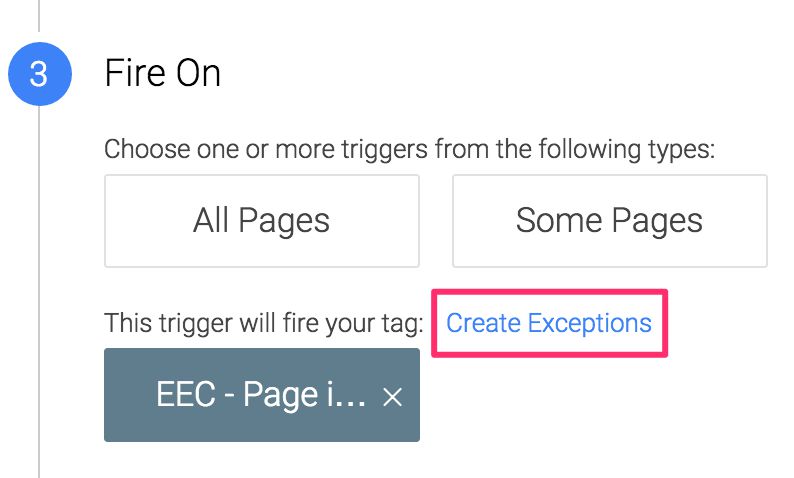 3
Fire On
Choose one or more triggers from the following types:
All Pages
Some Pages
This trigger will fire your tag: Create Exceptions
EEC - Page i... ×